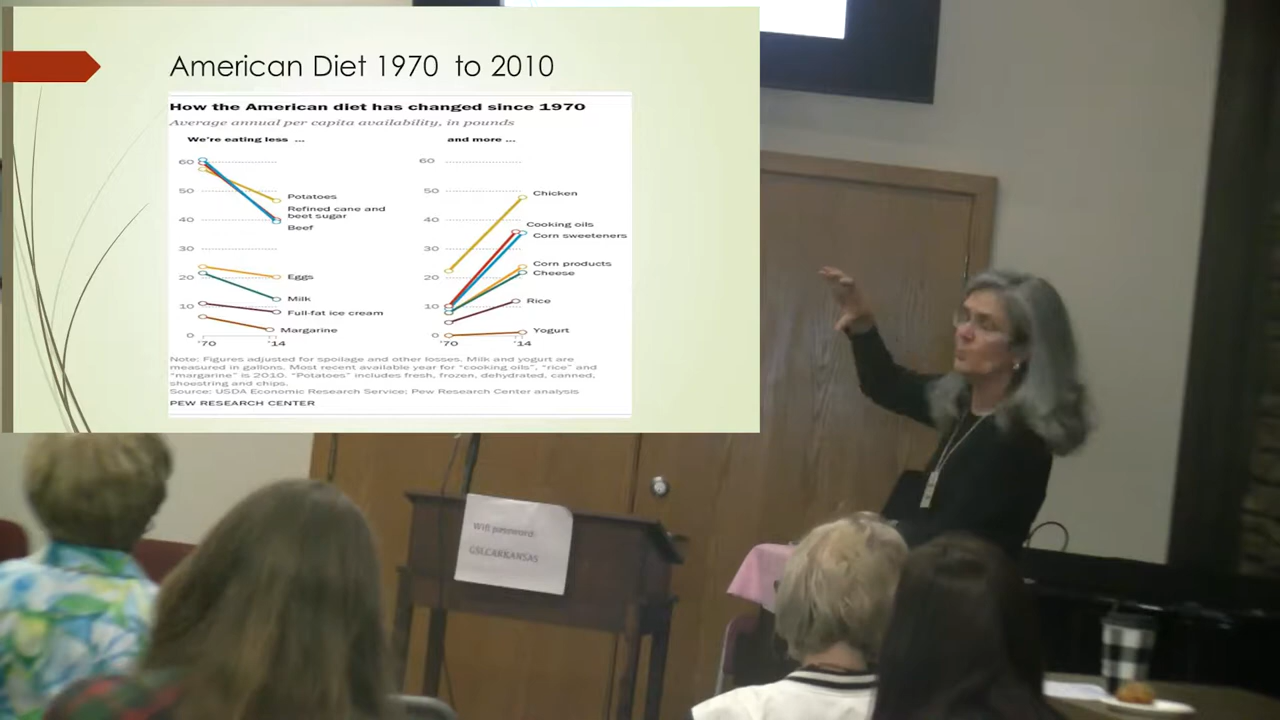 American Diet 1970 to 2010
How the American diet has changed since 1970
Average annual per capita availability, in pounds
We're eating less ...
60
50
40
30
20
10
0
Potatoes
Refined cane and
beet sugar
Beef
Eggs
Milk
Full-fat ice cream
Margarine
'70
'14
and more ...
60
50
40
30
20
10
0
Chicken
Cooking oils
Corn sweeteners
Corn products
Cheese
Rice
Yogurt
'70
'14
Note: Figures adjusted for spoilage and other losses. Milk and yogurt are
measured in gallons. Most recent available year for "cooking oils", "rice" and
"margarine" is 2010. "Potatoes" includes fresh, frozen, dehydrated, canned,
shoestring and chips.
Source: USDA Economic Research Service; Pew Research Center analysis
PEW RESEARCH CENTER
Wifi password:
GSLCARKANSAS